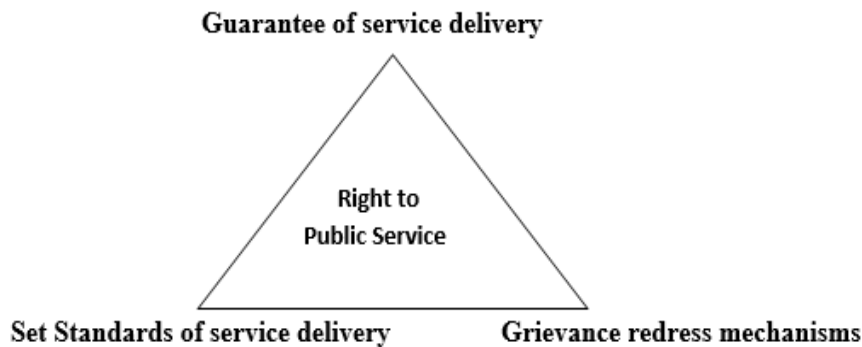 Guarantee of service delivery
Right to
Public Service
Set Standards of service delivery
Grievance redress mechanisms